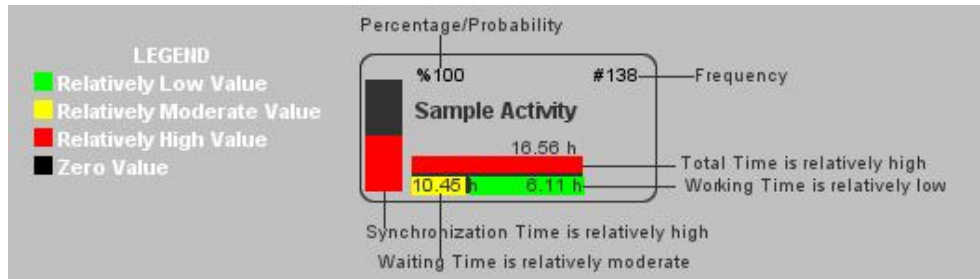 Percentage/Probability
LEGEND
Relatively Low Value
Relatively Moderate Value
Relatively High Value
Zero Value
%100 #138 Frequency
Sample Activity
16.56 h
Total Time is relatively high
10.45 h 6.11 h Working Time is relatively low
Synchronization Time is relatively high
Waiting Time is relatively moderate